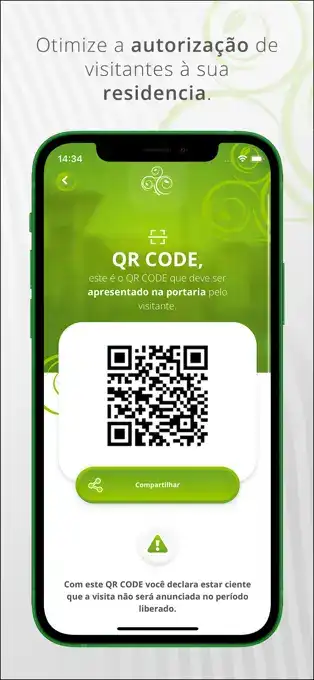 Otimize a autorização de
visitantes à sua
residencia.
14:34
QR CODE,
este é o QR CODE que deve ser
apresentado na portaria pelo
visitante.
Compartilhar
Com este QR CODE você declara estar ciente
que a visita não será anunciada no período
liberado.